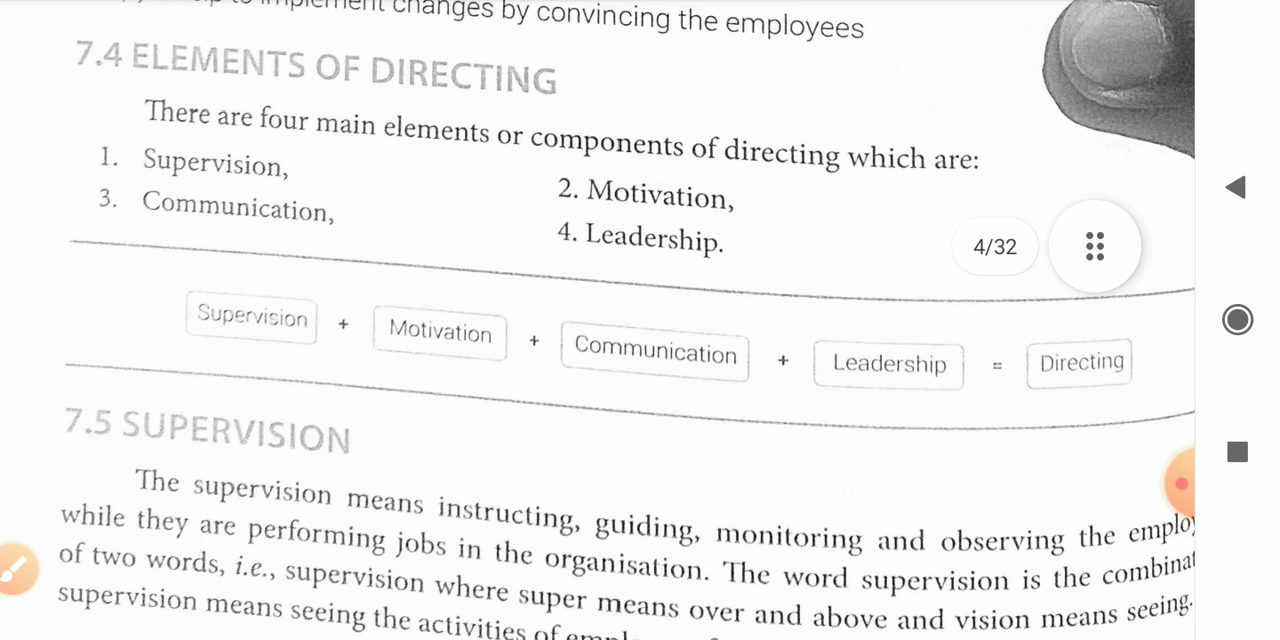 implement changes by convincing the employees
7.4 ELEMENTS OF DIRECTING
There are four main elements or components of directing which are:
1. Supervision,
2. Motivation,
3. Communication,
4. Leadership.
4/32
Supervision + Motivation + Communication + Leadership = Directing
7.5 SUPERVISION
The supervision means instructing, guiding, monitoring and observing the
while they are performing jobs in the organisation. The word supervision is the
of two words, i.e., supervision where super means over and above and vision means seeing.
supervision means seeing the activities of